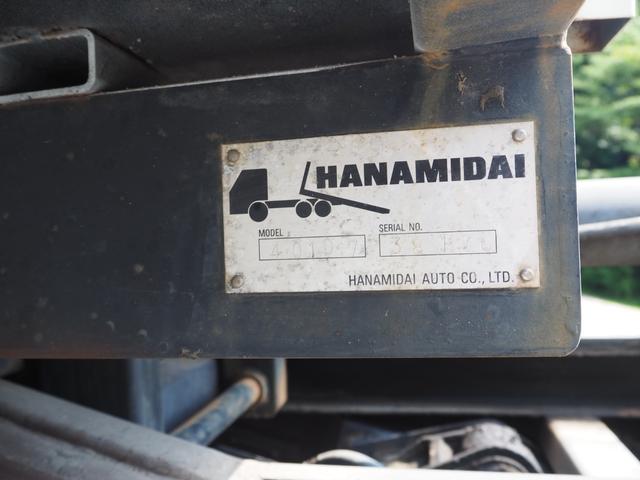 HANAMIDAI
MODEL
SERIAL NO.
HANAMIDAI AUTO CO., LTD.